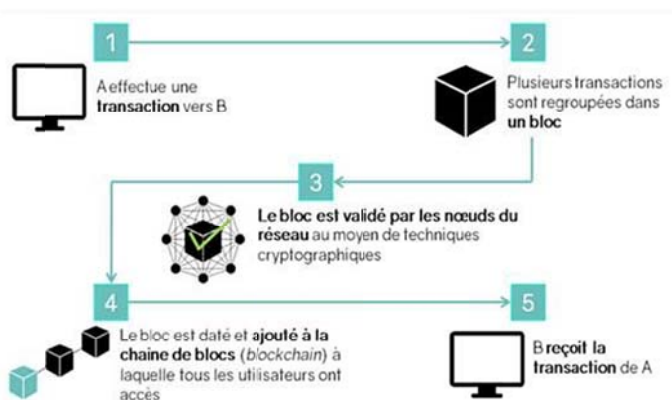 1
A effectue une
transaction vers B
2
Plusieurs transactions
sont regroupées dans
un bloc
3
Le bloc est validé par les nœuds du
réseau au moyen de techniques
cryptographiques
4
Le bloc est daté et ajouté à la
chaine de blocs (blockchain) à
laquelle tous les utilisateurs ont
accès
5
B reçoit la
transaction de A